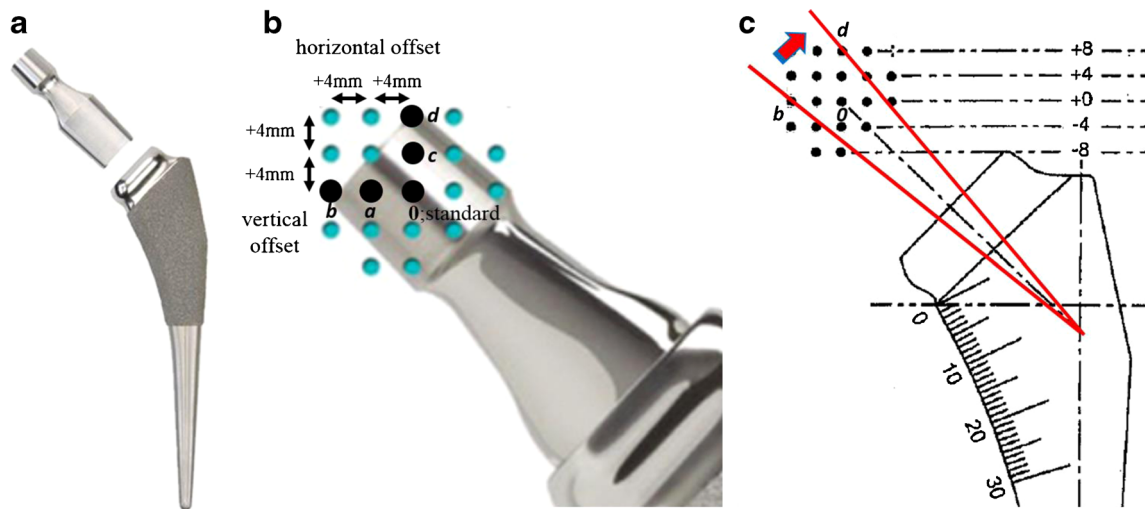 a
b
horizontal offset
+4mm
+4mm
+4mm
+4mm
d
c
b
a
0;standard
vertical
offset
c
d
b
0
+8
+4
+0
-4
-8
0
10
20
30